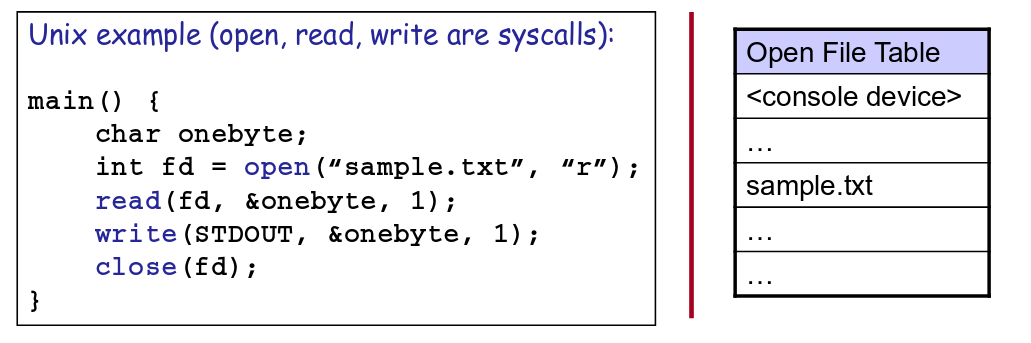 Unix example (open, read, write are syscalls):
main() {
char onebyte;
int fd = open(“sample.txt”, “r”);
read(fd, &onebyte, 1);
write(STDOUT, &onebyte, 1);
close(fd);
}
Open File Table
<console device>
…
sample.txt
…
…